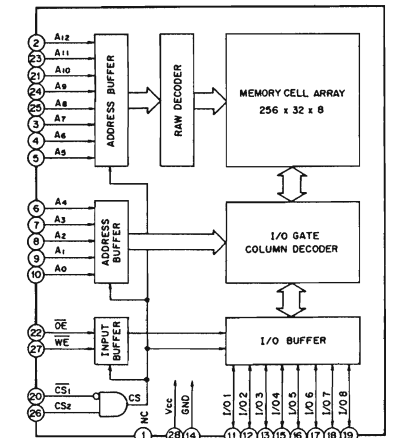 2 A12
23 A11
21 A10
24 A9
25 A8
3 A7
4 A6
5 A5
ADDRESS BUFFER
RAW DECODER
MEMORY CELL ARRAY
256 x 32 x 8
6 A4
7 A3
8 A2
9 A1
10 A0
ADDRESS
BUFFER
I/O GATE
COLUMN DECODER
22 OE
27 WE
INPUT
BUFFER
I/O BUFFER
20 CS1
26 CS2
CS
NC
Vcc
GND
I/O 1
I/O 2
I/O 3
I/O 4
I/O 5
I/O 6
I/O 7
I/O 8
1 28 14 11 12 13 15 16 17 18 19